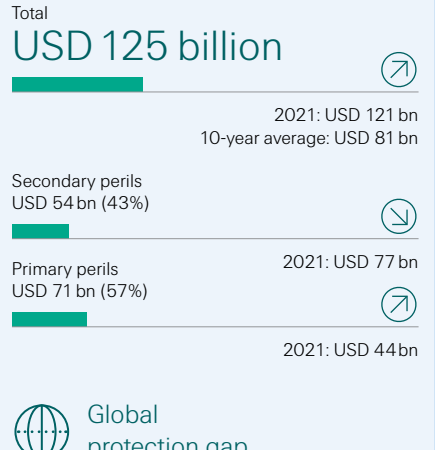 Total
USD 125 billion
2021: USD 121 bn
10-year average: USD 81 bn
Secondary perils
USD 54 bn (43%)
2021: USD 77 bn
Primary perils
USD 71 bn (57%)
2021: USD 44 bn
Global
protection gap